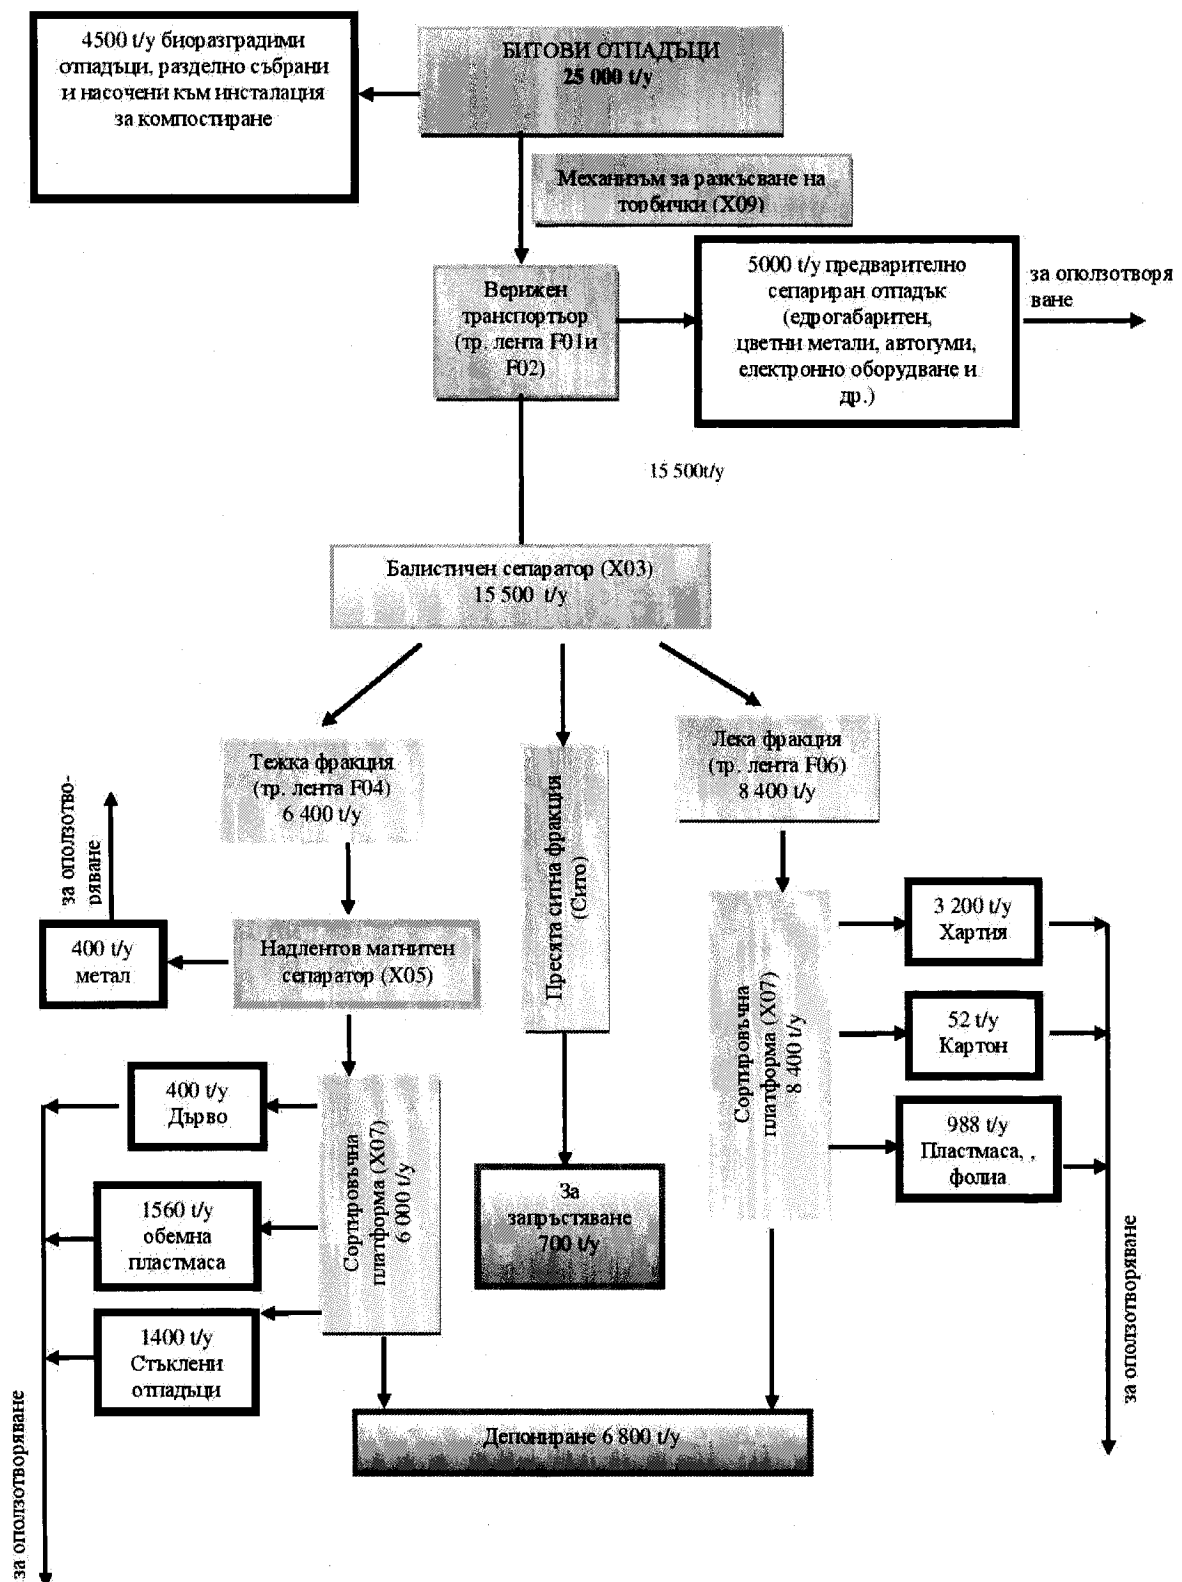 4500 t/y биоразградими
отпадъци, разделно събрани
и насочени към инсталация
за компостиране
БИТОВИ ОТПАДЪЦИ
25 000 t/y
Механизъм за разкъсване на
торбички (X09)
Верижен
транспортьор
(тр. лента F01и
F02)
5000 t/y предварително
сепариран отпадък
(едрогабаритен,
цветни метали, автогуми,
електронно оборудване и
др.)
за оползотворя
ване
15 500t/y
Балистичен сепаратор (X03)
15 500 t/y
Тежка фракция
(тр. лента F04)
6 400 t/y
Пресята ситна фракция
(Сито)
Лека фракция
(тр. лента F06)
8 400 t/y
за оползотво-
ряване
400 t/y
метал
Надлентов магнитен
сепаратор (X05)
Сортировъчна
платформа (X07)
8 400 t/y
3 200 t/y
Хартия
52 t/y
Картон
988 t/y
Пластмаса, ,
фолиа
400 t/y
Дърво
1560 t/y
обемна
пластмаса
1400 t/y
Стъклени
отпадъци
Сортировъчна
платформа (X07)
6 000 t/y
За
запръстяване
700 t/y
за оползотворяване
Депониране 6 800 t/y
за оползотворяване